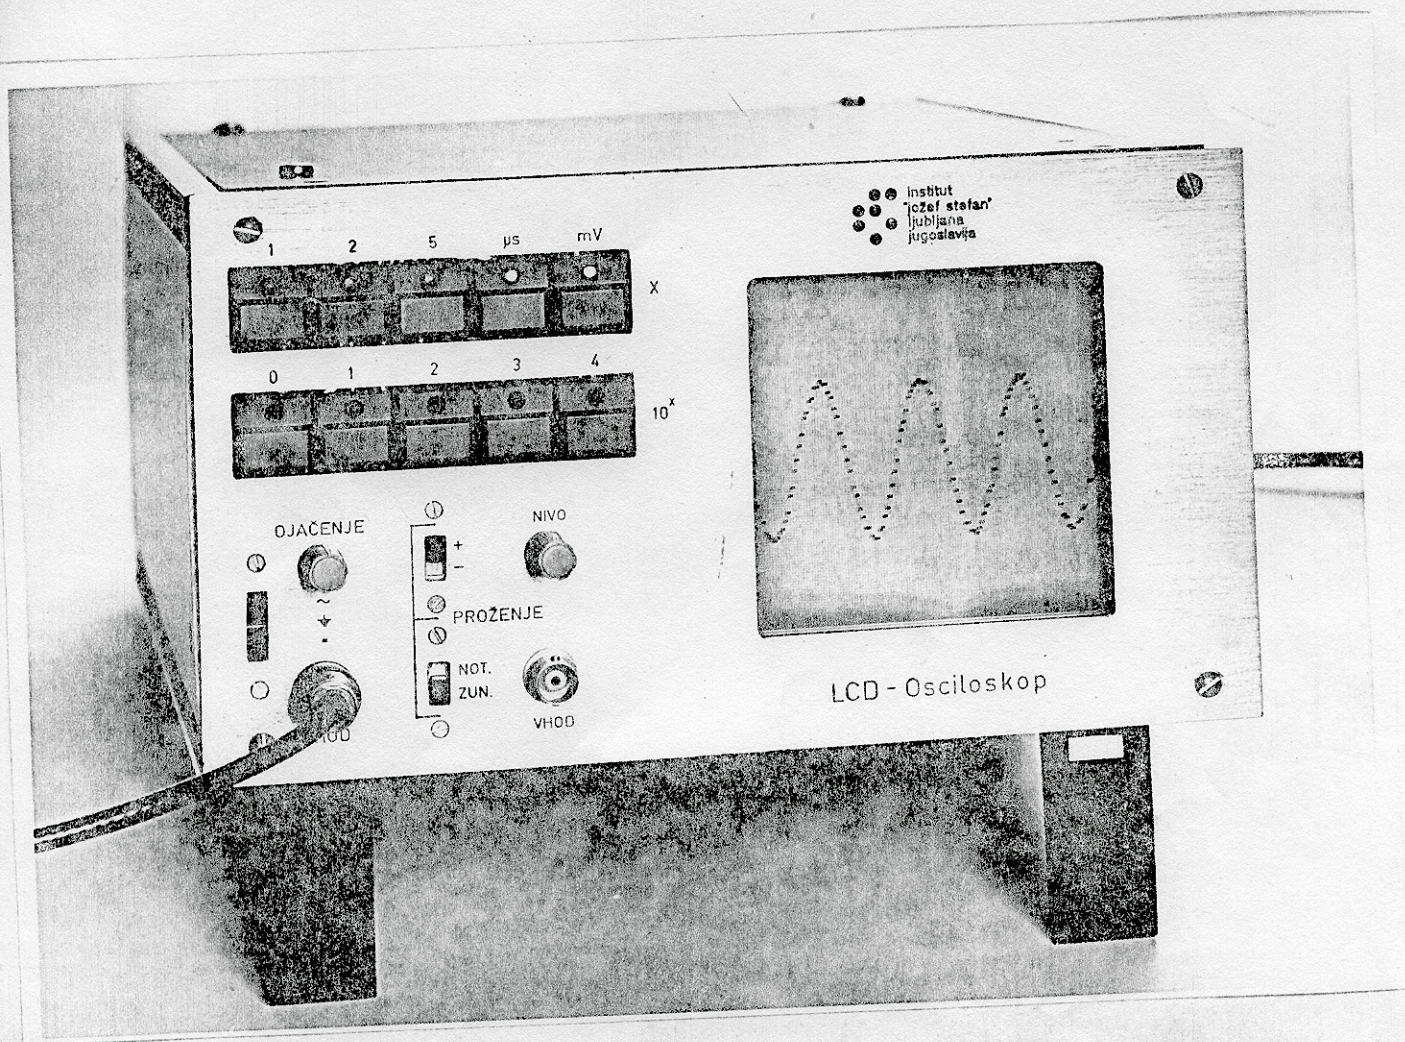 institut
"jožef stefan"
ljubljana
jugoslavija
1 2 5 µs mV
X
0 1 2 3 4
10ˣ
OJAČENJE
NIVO
+
−
~
PROŽENJE
NOT.
ZUN.
VHOD
LCD - Osciloskop